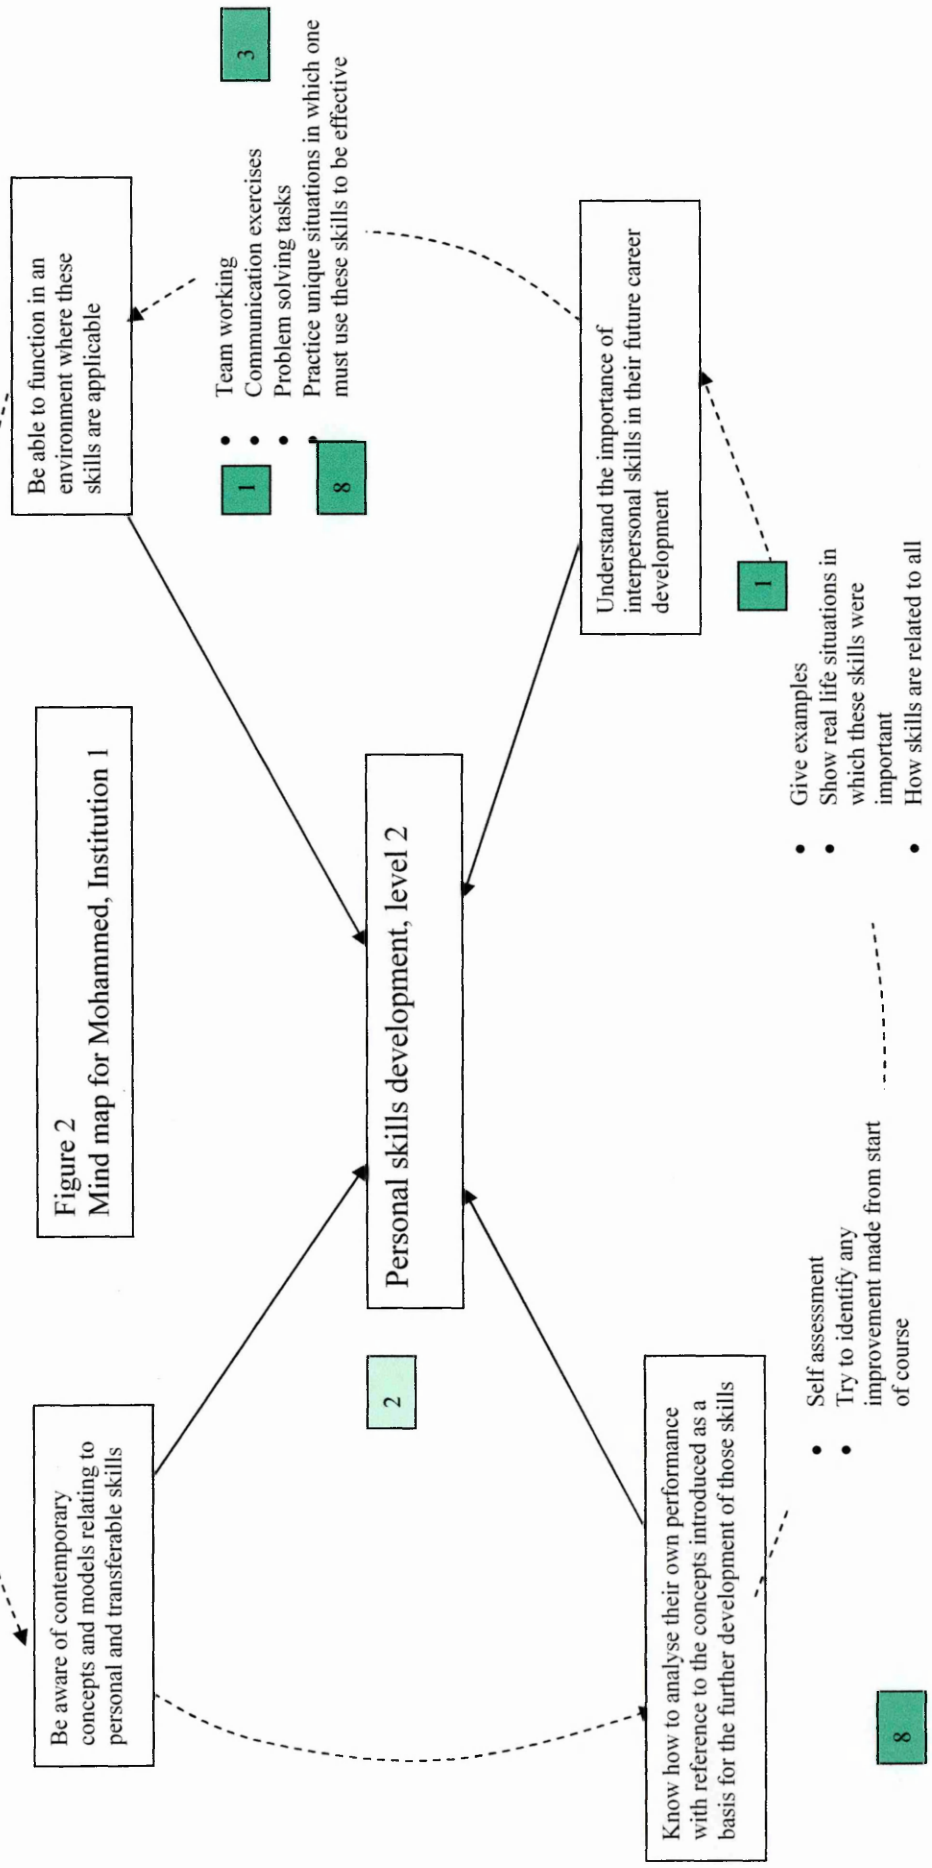 Figure 2
Mind map for Mohammed, Institution 1
Be aware of contemporary
concepts and models relating to
personal and transferable skills
Be able to function in an
environment where these
skills are applicable
3
1
• Team working
• Communication exercises
• Problem solving tasks
• Practice unique situations in which one
must use these skills to be effective
8
2
Personal skills development, level 2
Know how to analyse their own performance
with reference to the concepts introduced as a
basis for the further development of those skills
Understand the importance of
interpersonal skills in their future career
development
1
• Self assessment
• Try to identify any
improvement made from start
of course
• Give examples
• Show real life situations in
which these skills were
important
• How skills are related to all
8